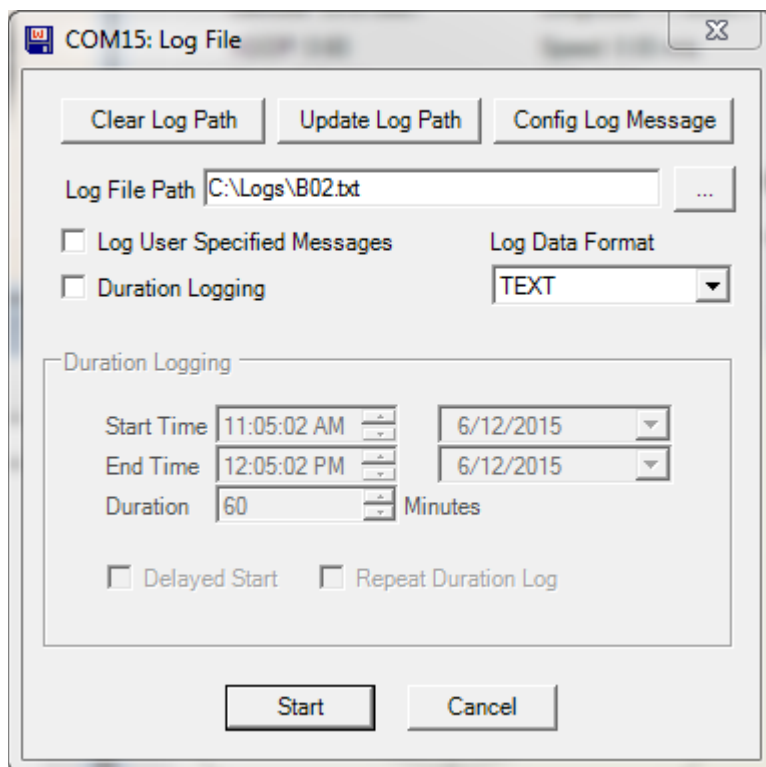 COM15: Log File
Clear Log Path Update Log Path Config Log Message
Log File Path C:\Logs\B02.txt ...
Log User Specified Messages Log Data Format
Duration Logging TEXT
Duration Logging
Start Time 11:05:02 AM 6/12/2015
End Time 12:05:02 PM 6/12/2015
Duration 60 Minutes
Delayed Start Repeat Duration Log
Start Cancel